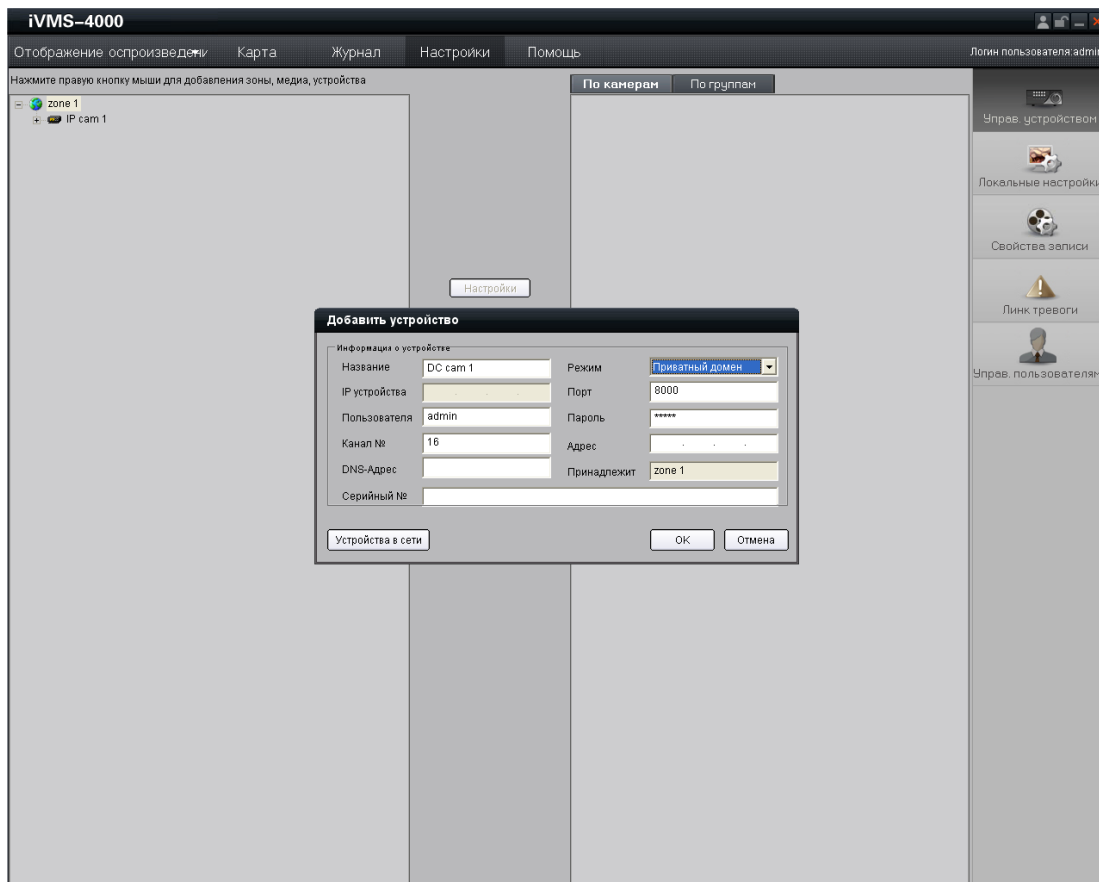 iVMS-4000
Отображение оспроизведени Карта Журнал Настройки Помощь Логин пользователя:admin
Нажмите правую кнопку мыши для добавления зоны, медиа, устройства
По камерам По группам
zone 1
IP cam 1
Управ. устройством
Локальные настройки
Свойства записи
Линк тревоги
Управ. пользователям
Настройки
Добавить устройство
Информация о устройстве
Название DC cam 1 Режим Приватный домен
IP устройства Порт 8000
Пользователя admin Пароль *****
Канал № 16 Адрес
DNS-Адрес Принадлежит zone 1
Серийный №
Устройства в сети OK Отмена